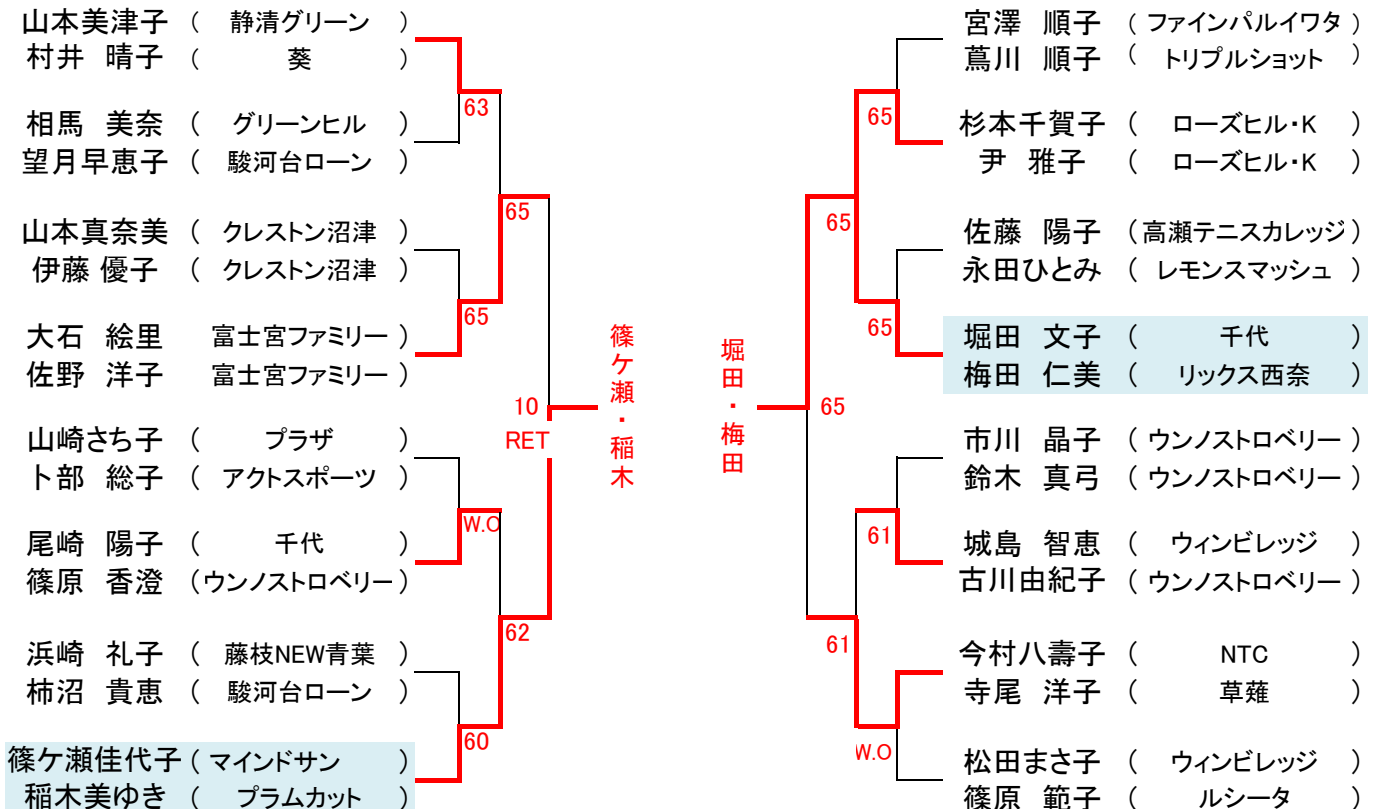 山本美津子 ( 静清グリーン )
村井 晴子 ( 葵 )
63
相馬 美奈 ( グリーンヒル )
望月早恵子 ( 駿河台ローン )
65
山本真奈美 ( クレストン沼津 )
伊藤 優子 ( クレストン沼津 )
65
大石 絵里 富士宮ファミリー )
佐野 洋子 富士宮ファミリー )
10
RET
篠ケ瀬・稲木
山崎さち子 ( プラザ )
卜部 総子 ( アクトスポーツ )
W.O
尾崎 陽子 ( 千代 )
篠原 香澄 (ウンノストロベリー)
62
浜崎 礼子 ( 藤枝NEW青葉 )
柿沼 貴恵 ( 駿河台ローン )
60
篠ケ瀬佳代子 ( マインドサン )
稲木美ゆき ( プラムカット )
宮澤 順子 ( ファインパルイワタ )
蔦川 順子 ( トリプルショット )
65
杉本千賀子 ( ローズヒル・K )
尹 雅子 ( ローズヒル・K )
65
佐藤 陽子 (高瀬テニスカレッジ)
永田ひとみ ( レモンスマッシュ )
65
堀田 文子 ( 千代 )
梅田 仁美 ( リックス西奈 )
堀田・梅田
65
市川 晶子 ( ウンノストロベリー )
鈴木 真弓 ( ウンノストロベリー )
61
城島 智恵 ( ウィンビレッジ )
古川由紀子 ( ウンノストロベリー )
61
今村八壽子 ( NTC )
寺尾 洋子 ( 草薙 )
W.O
松田まさ子 ( ウィンビレッジ )
篠原 範子 ( ルシータ )